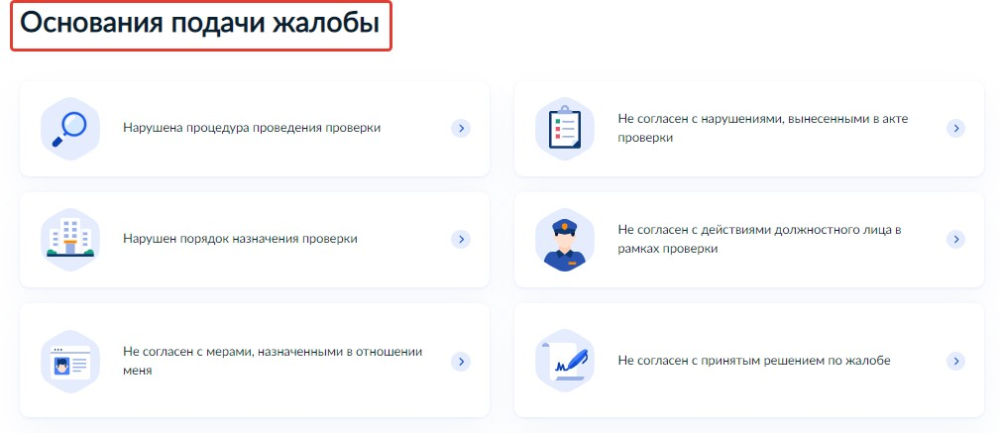 Основания подачи жалобы
Нарушена процедура проведения проверки
Не согласен с нарушениями, вынесенными в акте
проверки
Нарушен порядок назначения проверки
Не согласен с действиями должностного лица в
рамках проверки
Не согласен с мерами, назначенными в отношении
меня
Не согласен с принятым решением по жалобе